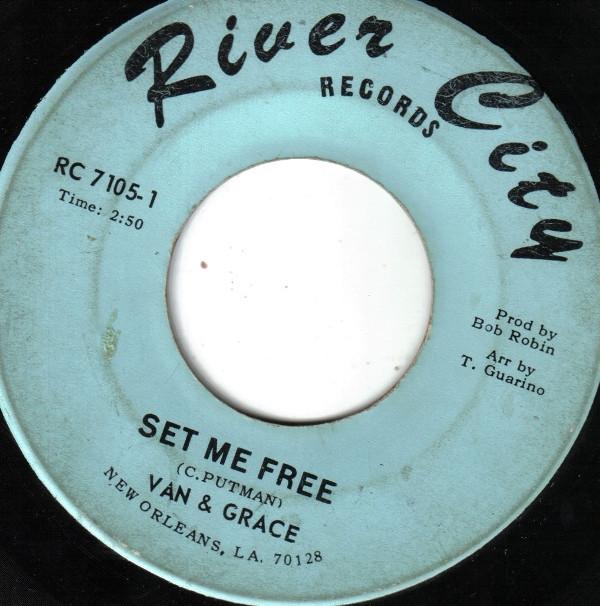 River City
RECORDS
RC 7105-1
Time: 2:50
Prod by
Bob Robin
Arr by
T. Guarino
SET ME FREE
(C. PUTMAN)
VAN & GRACE
NEW ORLEANS, LA. 70128